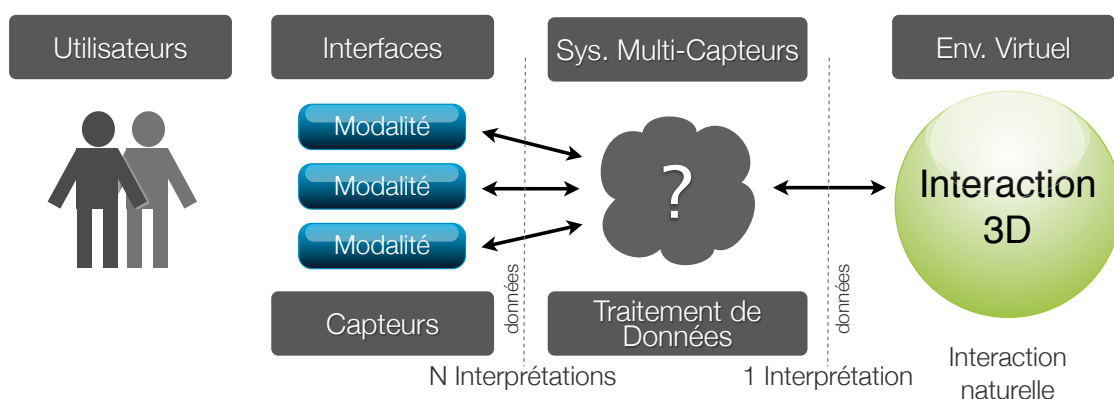 Utilisateurs
Interfaces
Sys. Multi-Capteurs
Env. Virtuel
Modalité
Modalité
Modalité
?
Interaction
3D
données
données
Capteurs
Traitement de
Données
N Interprétations
1 Interprétation
Interaction
naturelle